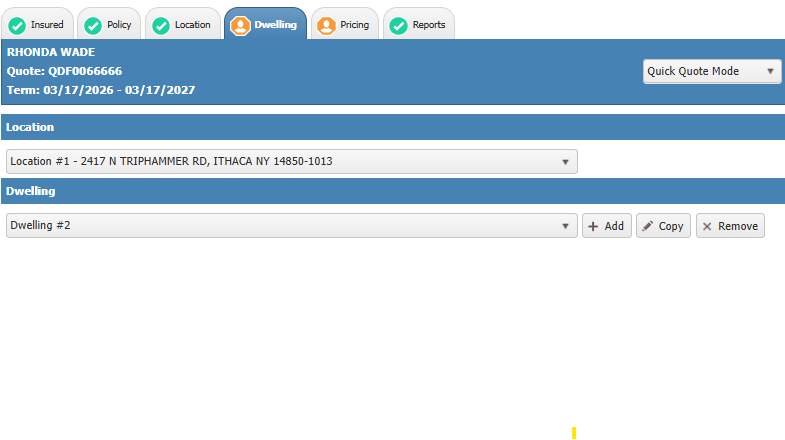 Insured Policy Location Dwelling Pricing Reports
RHONDA WADE
Quote: QDF0066666
Quick Quote Mode
Term: 03/17/2026 - 03/17/2027
Location
Location #1 - 2417 N TRIPHAMMER RD, ITHACA NY 14850-1013
Dwelling
Dwelling #2 Add Copy Remove